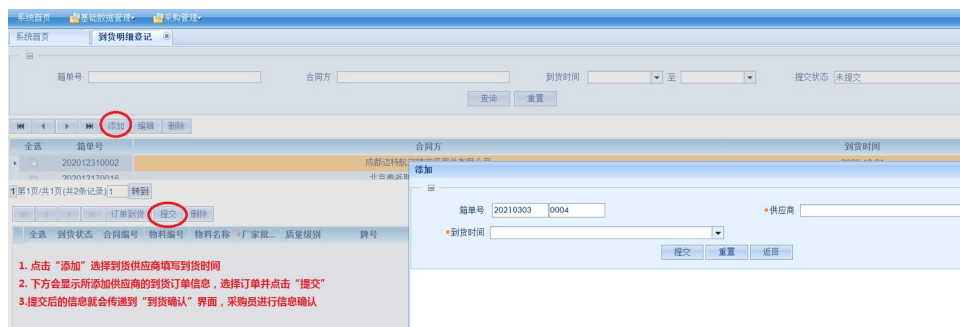 系统首页 基础数据管理 采购管理
系统首页 到货明细登记
箱单号 合同方 到货时间 至 提交状态 未提交
查询 重置
添加 编辑 删除
全选 箱单号 合同方 到货时间
202012310002
202012170016
添加
1 第1页/共1页(共2条记录) 1 转到
箱单号 20210303 0004 *供应商
订单到货 提交 删除
*到货时间
全选 到货状态 合同编号 物料编号 物料名称 *厂家批... 质量级别 牌号
提交 重置 返回
1. 点击“添加”选择到货供应商填写到货时间
2. 下方会显示所添加供应商的到货订单信息，选择订单并点击“提交”
3.提交后的信息就会传递到“到货确认”界面，采购员进行信息确认